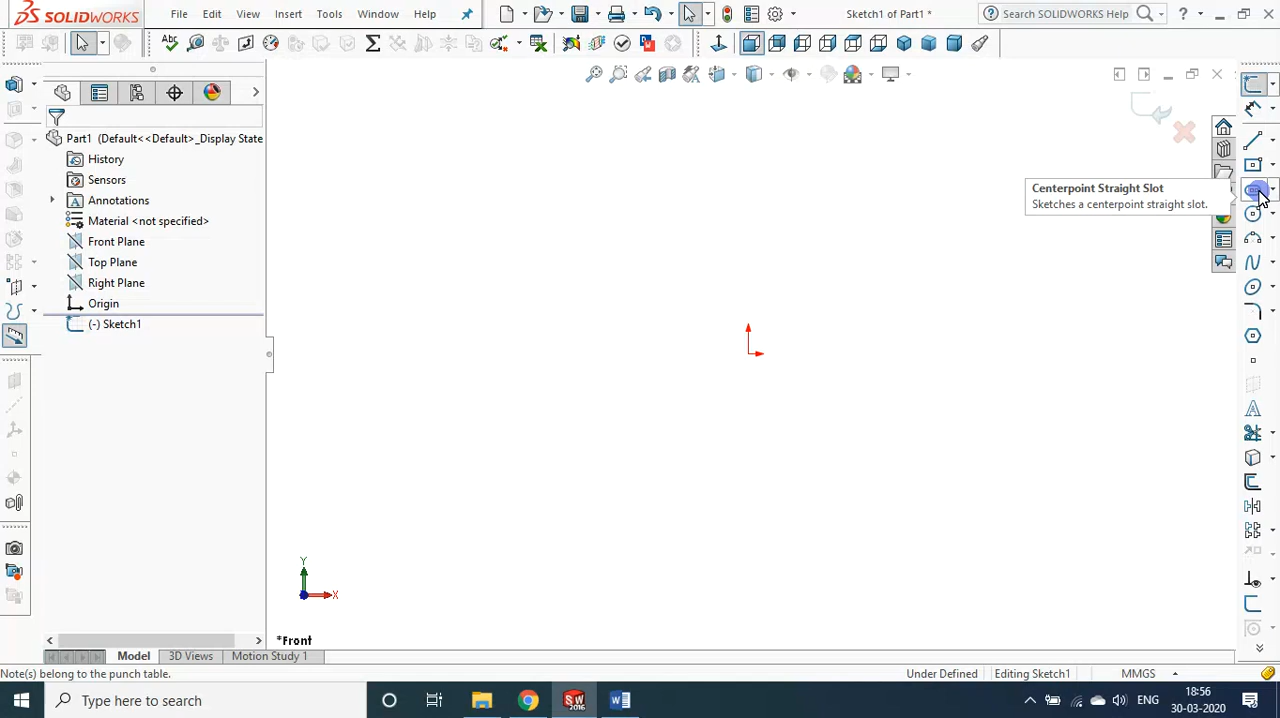 SOLIDWORKS File Edit View Insert Tools Window Help Sketch1 of Part1 * Search SOLIDWORKS Help ?
Abc
Part1 (Default<<Default>_Display State
History
Sensors
Centerpoint Straight Slot
Sketches a centerpoint straight slot.
Annotations
Material <not specified>
Front Plane
Top Plane
Right Plane
Origin
(-) Sketch1
Y
X
*Front
Model 3D Views Motion Study 1
Note(s) belong to the punch table. Under Defined Editing Sketch1 MMGS
Type here to search SW 2016 ENG 18:56
30-03-2020